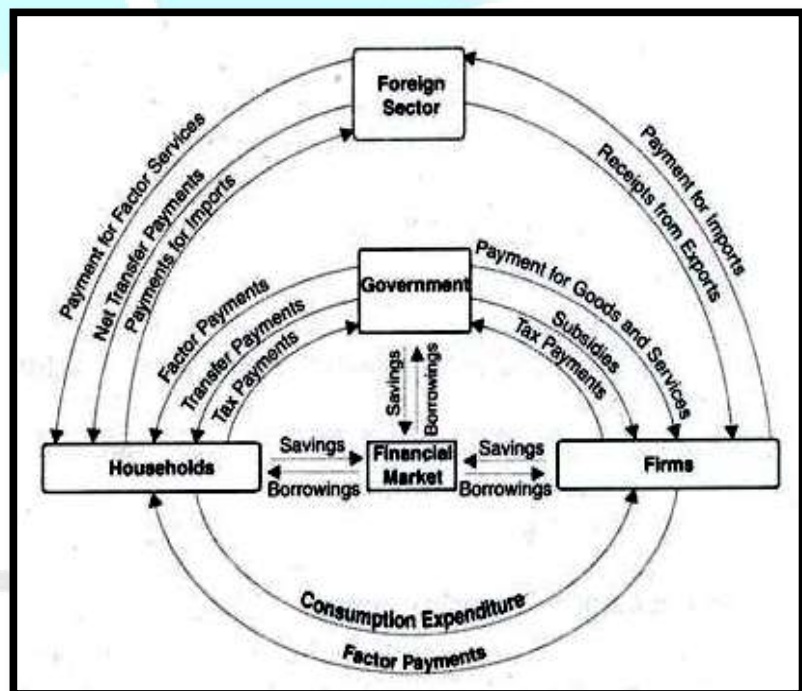 Foreign
Sector
Payment for Factor Services
Net Transfer Payments
Payments for Imports
Payment for Imports
Receipts from Exports
Government
Factor Payments
Transfer Payments
Tax Payments
Payment for Goods and Services
Subsidies
Tax Payments
Savings
Borrowings
Households
Savings
Borrowings
Financial
Market
Savings
Borrowings
Firms
Consumption Expenditure
Factor Payments